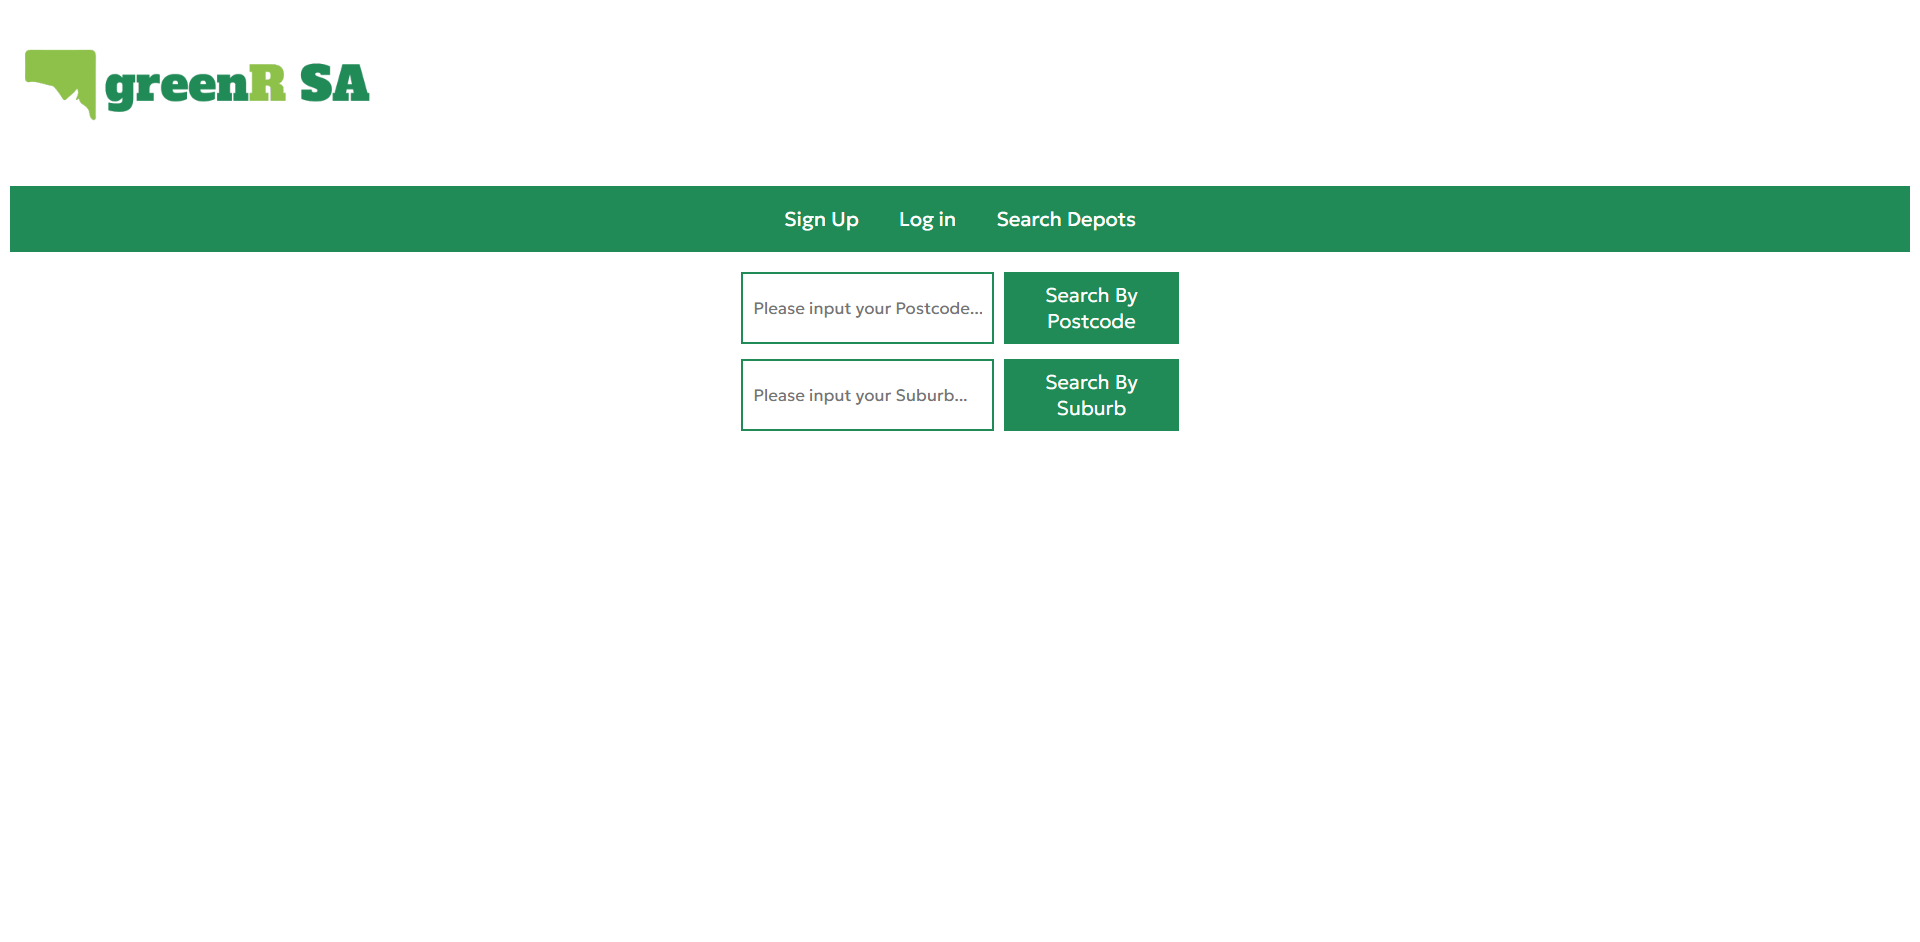 greenR SA
Sign Up Log in Search Depots
Please input your Postcode...
Search By
Postcode
Please input your Suburb...
Search By
Suburb